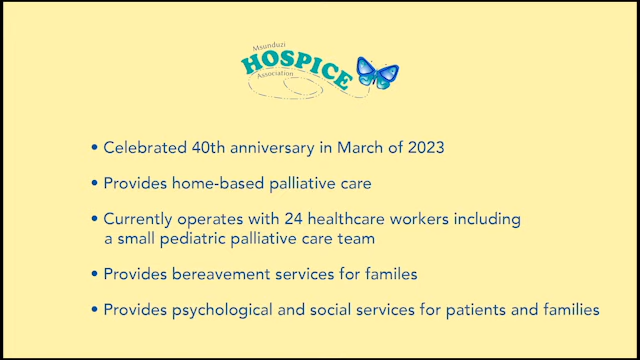 Msunduzi
HOSPICE
Association
• Celebrated 40th anniversary in March of 2023
• Provides home-based palliative care
• Currently operates with 24 healthcare workers including
a small pediatric palliative care team
• Provides bereavement services for familes
• Provides psychological and social services for patients and families